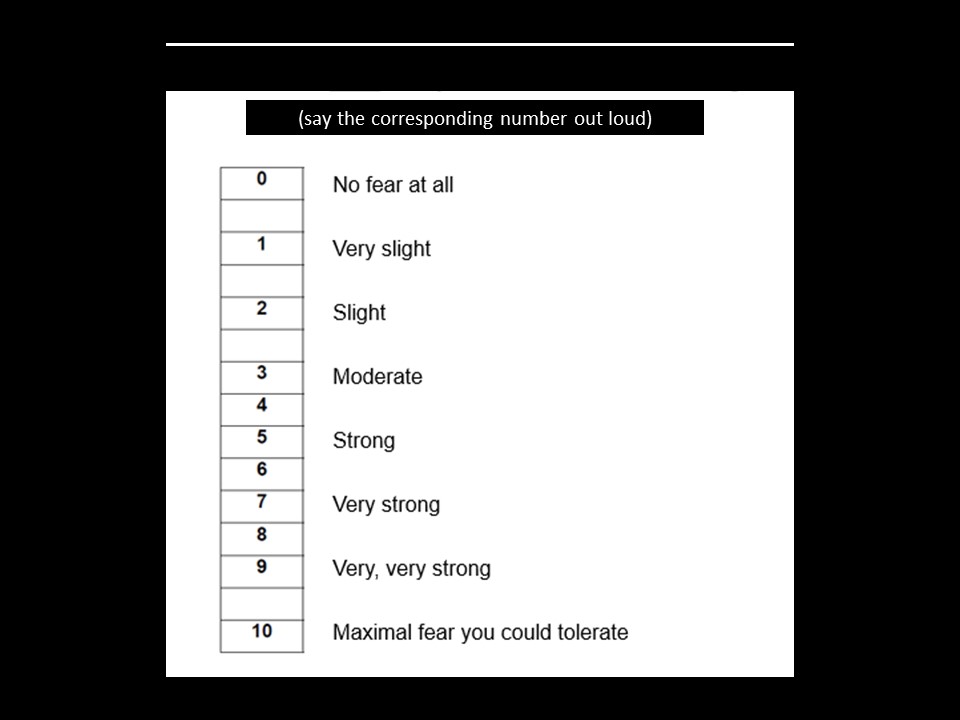 (say the corresponding number out loud)
0 No fear at all
1 Very slight
2 Slight
3 Moderate
4
5 Strong
6
7 Very strong
8
9 Very, very strong
10 Maximal fear you could tolerate